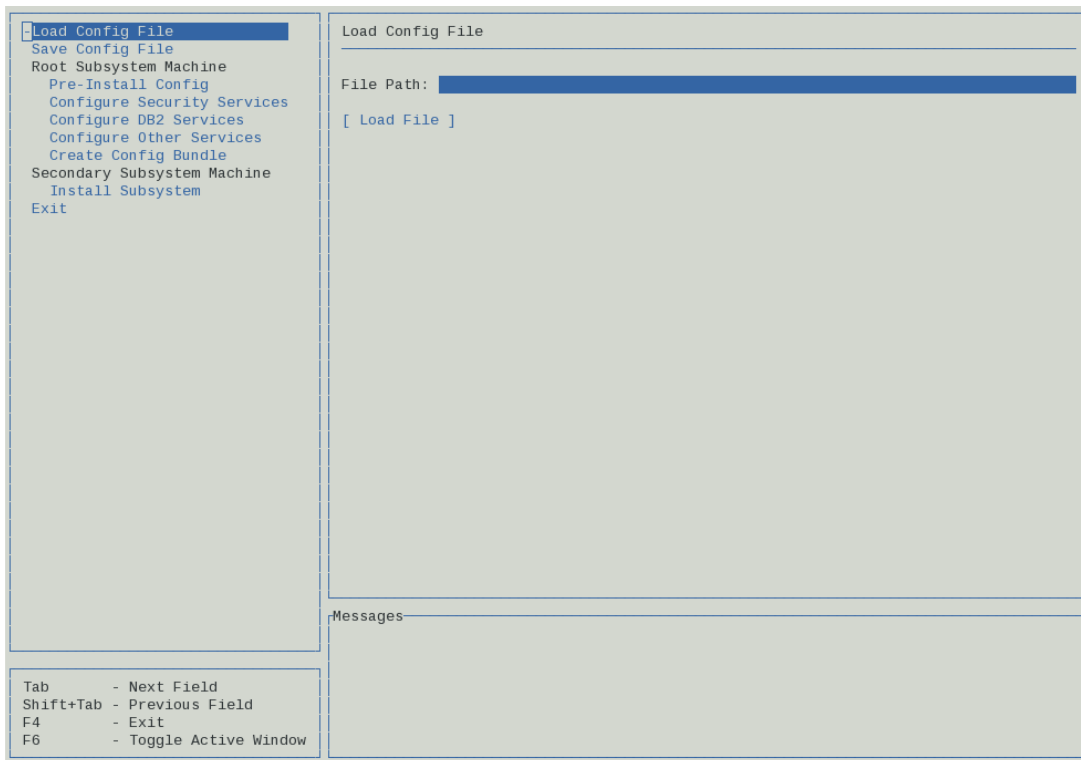 -Load Config File
Save Config File
Root Subsystem Machine
Pre-Install Config
Configure Security Services
Configure DB2 Services
Configure Other Services
Create Config Bundle
Secondary Subsystem Machine
Install Subsystem
Exit
Load Config File
File Path:
[ Load File ]
Messages
Tab - Next Field
Shift+Tab - Previous Field
F4 - Exit
F6 - Toggle Active Window